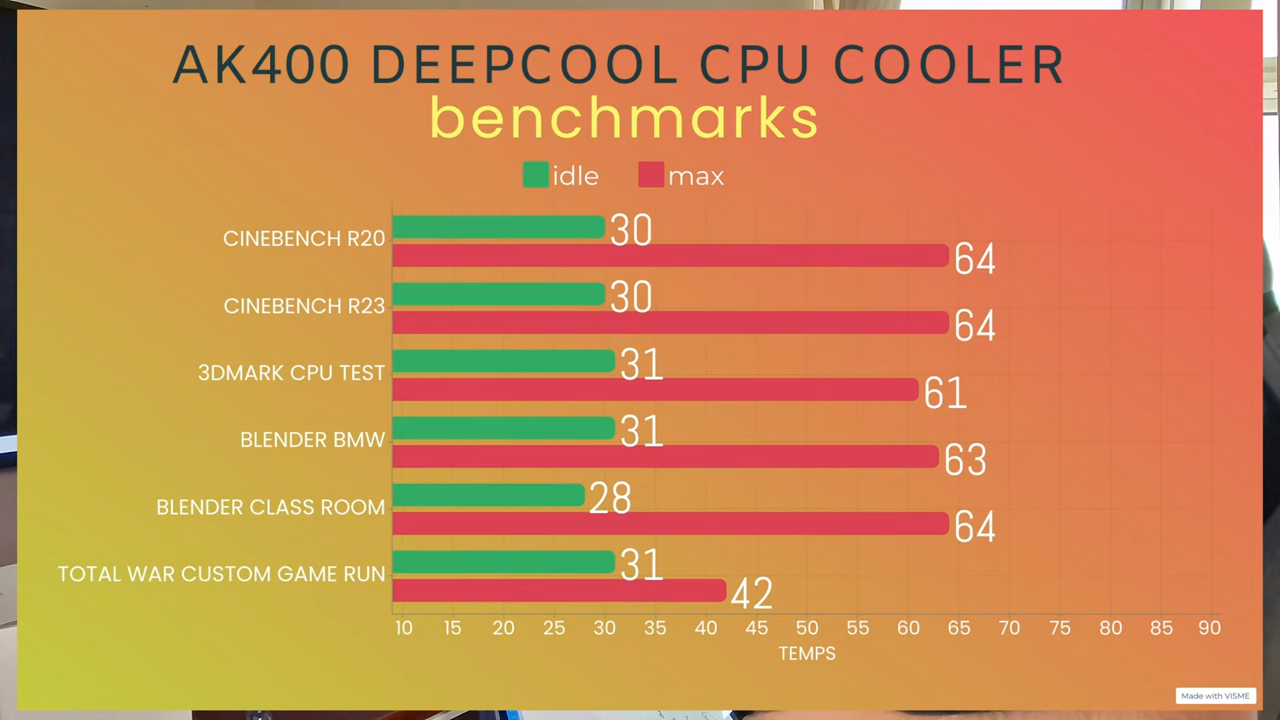 AK400 DEEPCOOL CPU COOLER
benchmarks
idle max
CINEBENCH R20
30
64
CINEBENCH R23
30
64
3DMARK CPU TEST
31
61
BLENDER BMW
31
63
BLENDER CLASS ROOM
28
64
TOTAL WAR CUSTOM GAME RUN
31
42
10 15 20 25 30 35 40 45 50 55 60 65 70 75 80 85 90
TEMPS
Made with VISME